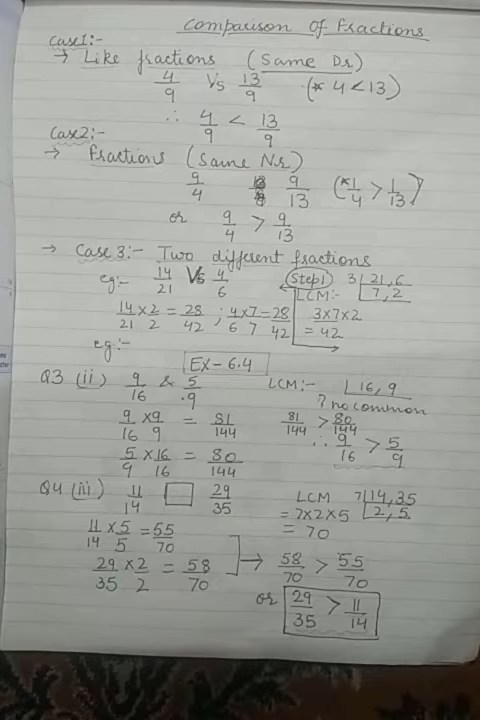 Comparison Of Fractions
Case1:-
→ Like fractions (Same Dr)
4/9 Vs 13/9 (* 4 < 13)
∴ 4/9 < 13/9
Case2:-
→ fractions (Same Nr)
9/4 9/13 (* 1/4 > 1/13)
or 9/4 > 9/13
→ Case 3:- Two different fractions
eg:- 14/21 Vs 4/6 Step1 3 | 21, 6
LCM:- 7, 2
14/21 × 2/2 = 28/42 ; 4/6 × 7/7 = 28/42 3×7×2
= 42
eg:-
EX-6.4
Q3 (ii) 9/16 & 5/9 LCM:- 16, 9
? no common
9/16 × 9/9 = 81/144 81/144 > 80/144
5/9 × 16/16 = 80/144 ∴ 9/16 > 5/9
Q4 (iii) 11/14 □ 29/35 LCM 7 | 14, 35
= 7×2×5 2, 5
11/14 × 5/5 = 55/70 = 70
29/35 × 2/2 = 58/70 → 58/70 > 55/70
or 29/35 > 11/14